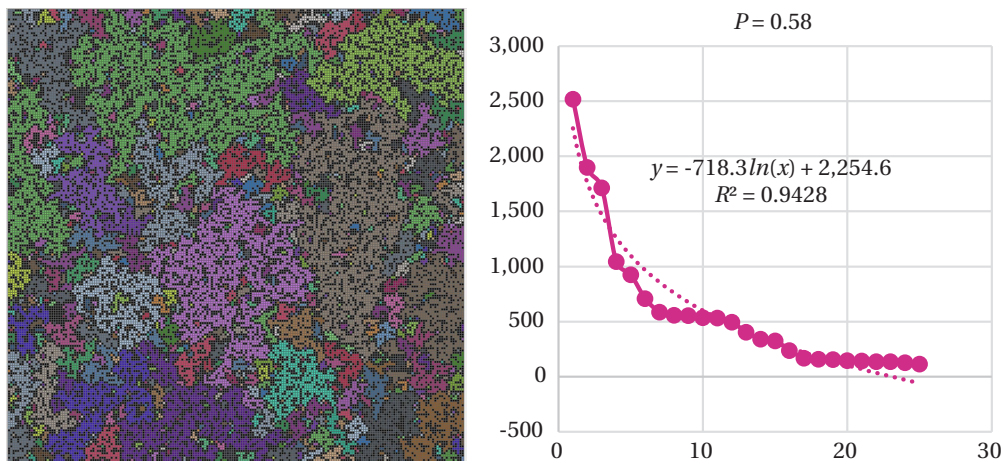 P = 0.58
3,000
2,500
2,000
1,500
1,000
500
0
-500
y = -718.3ln(x) + 2,254.6
R² = 0.9428
0 10 20 30